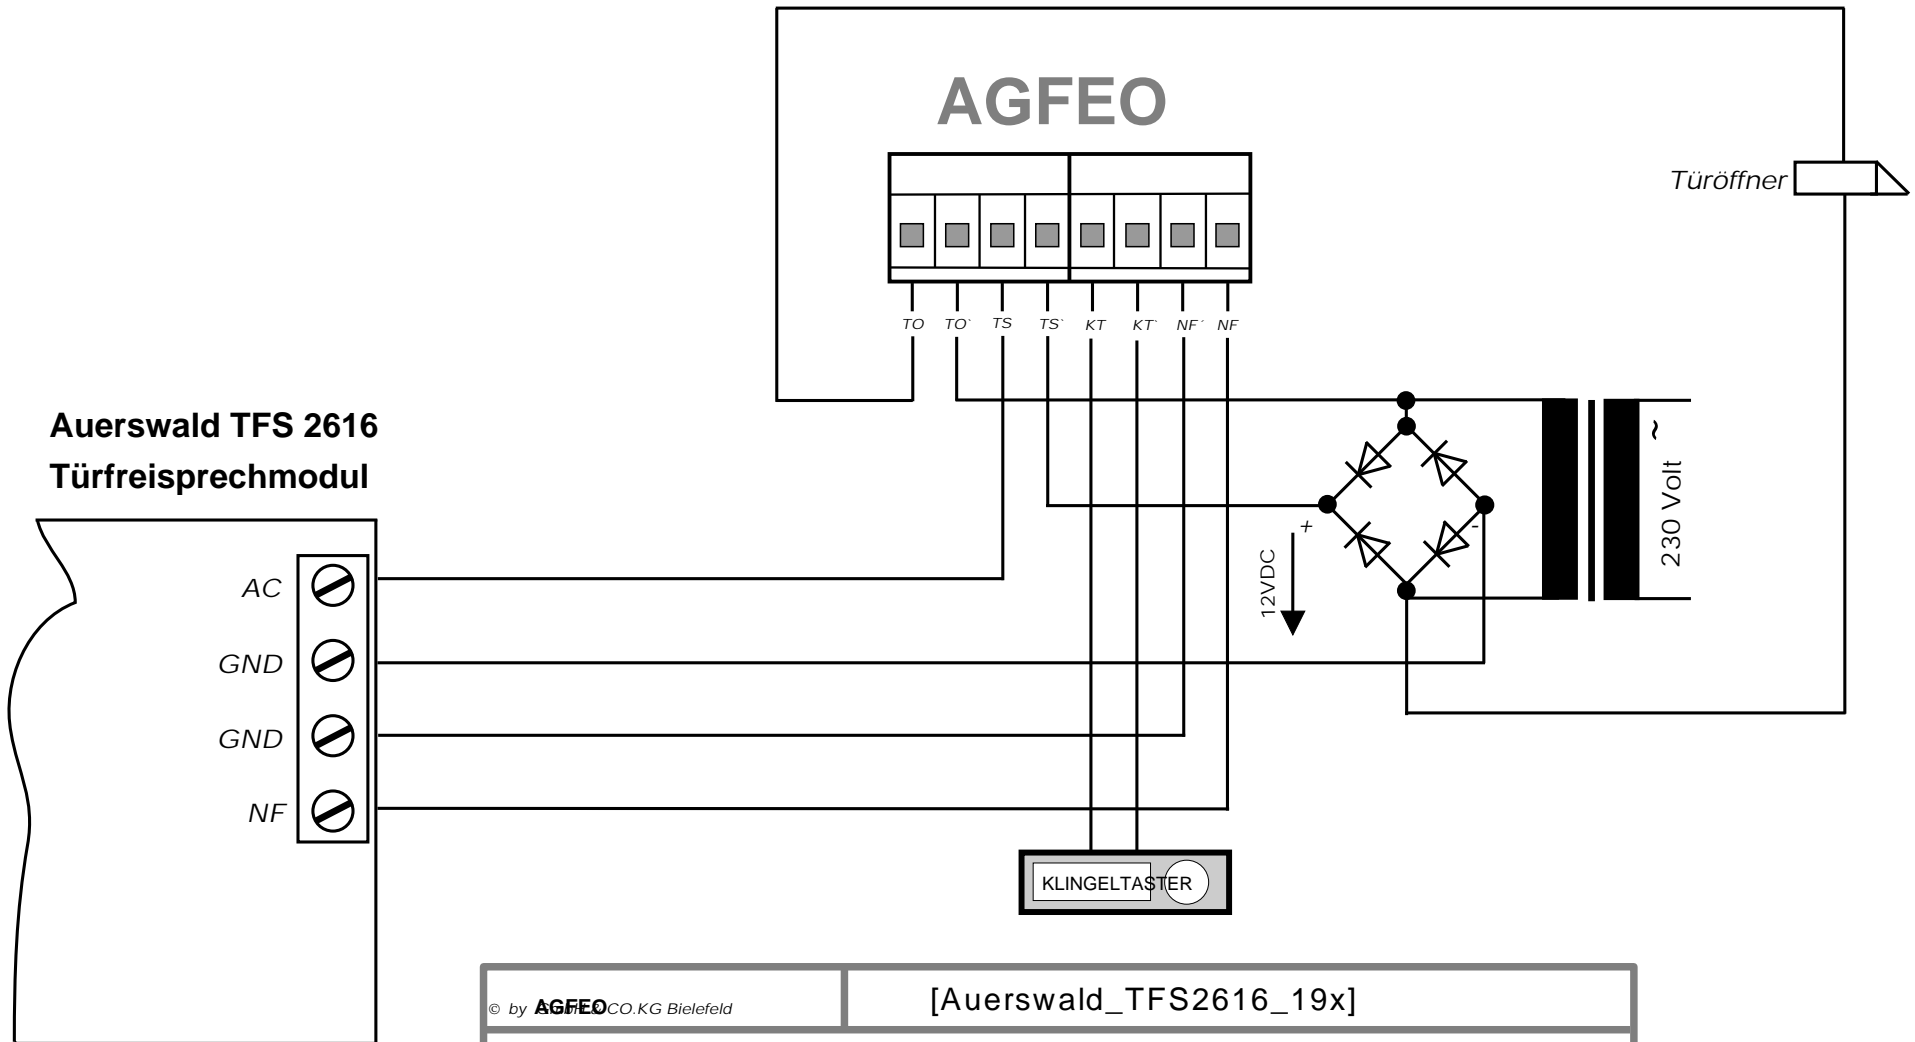 AGFEO
Türöffner
TO TO` TS TS` KT KT` NF´ NF
Auerswald TFS 2616
Türfreisprechmodul
~
230 Volt
+
-
12VDC
AC
GND
GND
NF
KLINGELTASTER
© by AGFEO CO.KG Bielefeld
[Auerswald_TFS2616_19x]